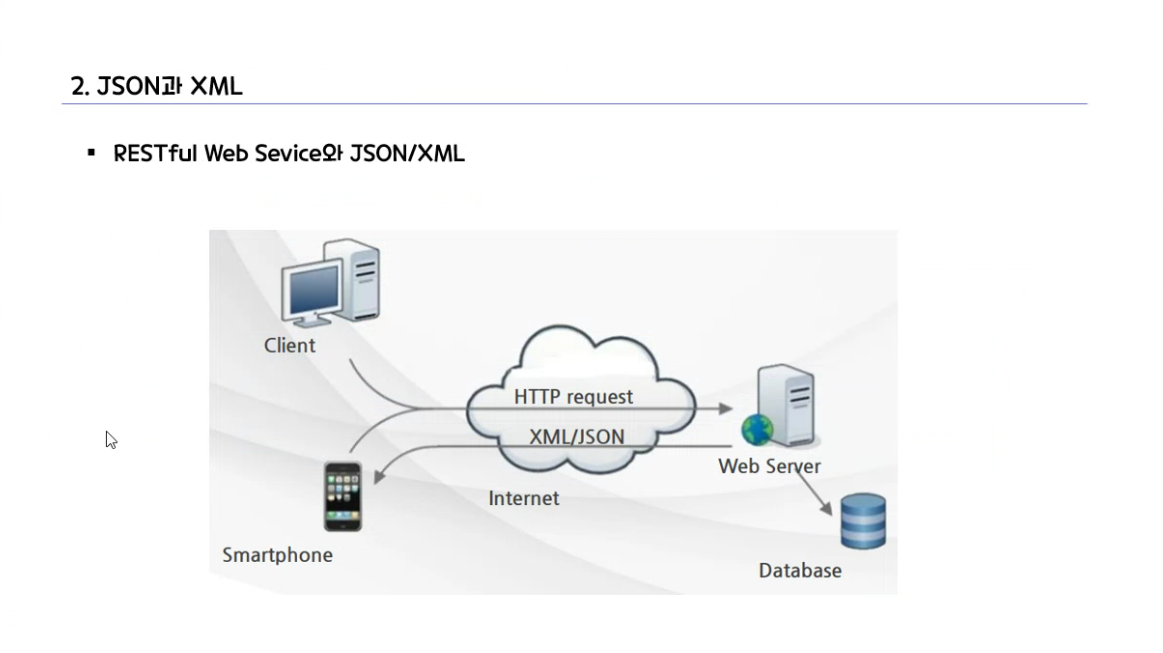 2. JSON과 XML
▪ RESTful Web Sevice와 JSON/XML
Client
HTTP request
XML/JSON
Web Server
Internet
Smartphone
Database